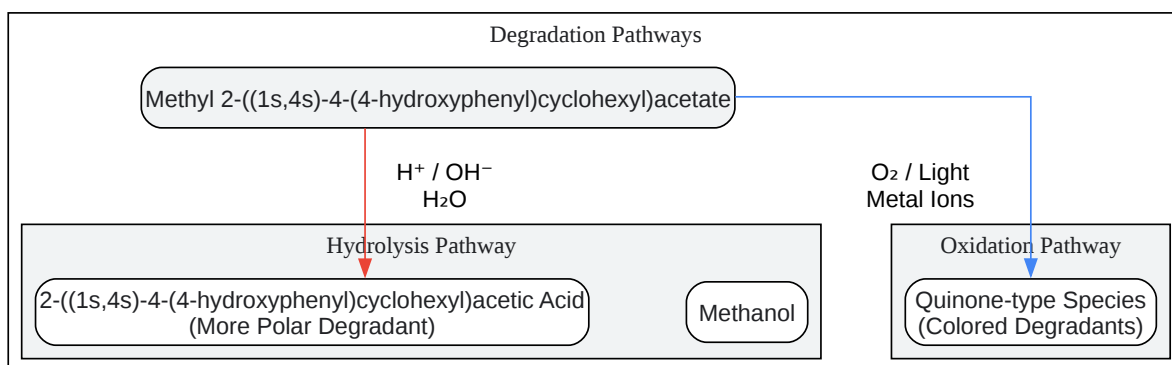 Degradation Pathways
Methyl 2-((1s,4s)-4-(4-hydroxyphenyl)cyclohexyl)acetate
H⁺ / OH⁻
H₂O
O₂ / Light
Metal Ions
Hydrolysis Pathway
Oxidation Pathway
2-((1s,4s)-4-(4-hydroxyphenyl)cyclohexyl)acetic Acid
(More Polar Degradant)
Methanol
Quinone-type Species
(Colored Degradants)